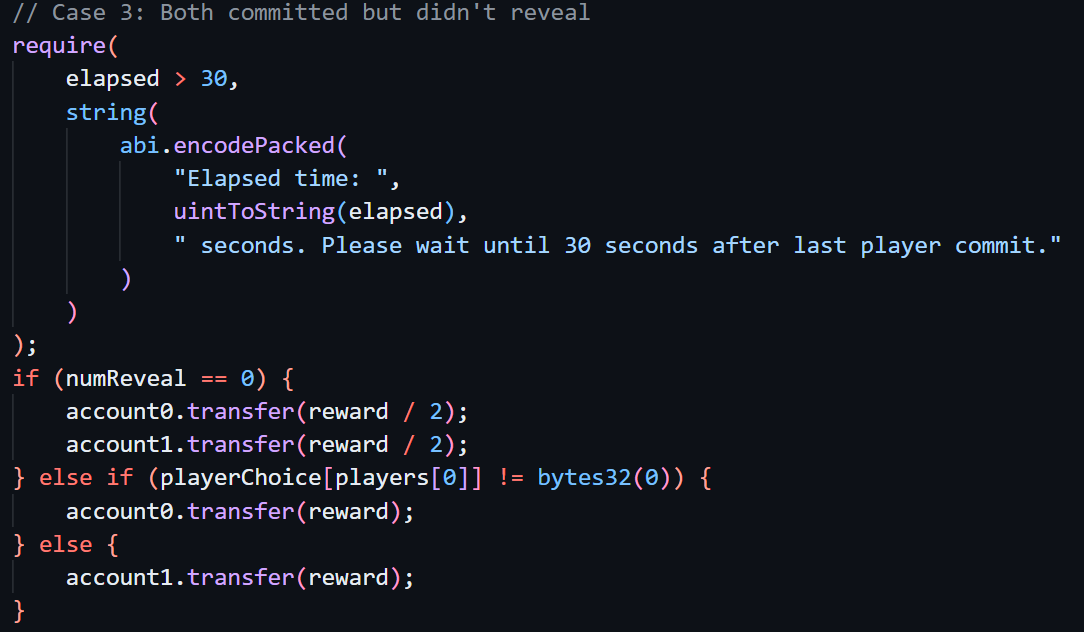 // Case 3: Both committed but didn't reveal
require(
    elapsed > 30,
    string(
        abi.encodePacked(
            "Elapsed time: ",
            uintToString(elapsed),
            " seconds. Please wait until 30 seconds after last player commit."
        )
    )
);
if (numReveal == 0) {
    account0.transfer(reward / 2);
    account1.transfer(reward / 2);
} else if (playerChoice[players[0]] != bytes32(0)) {
    account0.transfer(reward);
} else {
    account1.transfer(reward);
}